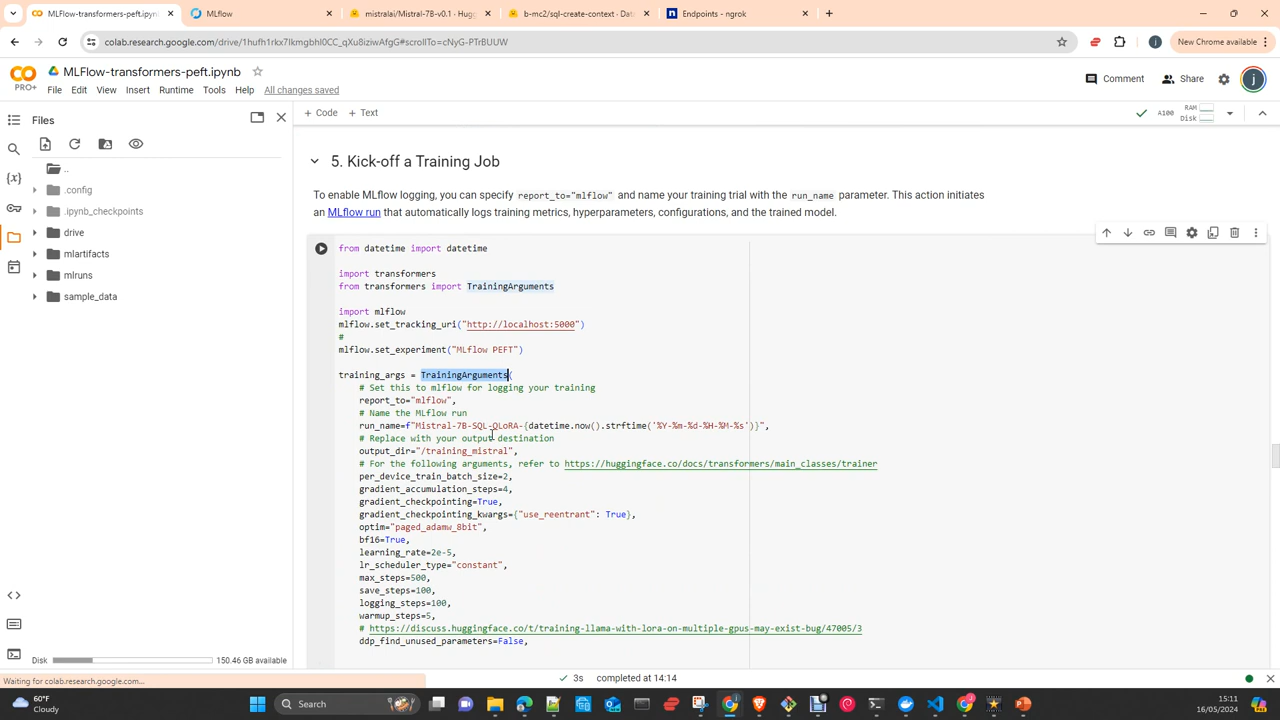 MLFlow-transformers-peft.ipynb
MLflow
mistralai/Mistral-7B-v0.1 - Hugg
b-mc2/sql-create-context - Dat
Endpoints - ngrok
colab.research.google.com/drive/1hufh1rkx7lkmgbhl0CC_qXu8iziwAfgG#scrollTo=cNyG-PTrBUUW
New Chrome available
PRO+
MLFlow-transformers-peft.ipynb
File Edit View Insert Runtime Tools Help All changes saved
Comment
Share
j
Files
+ Code + Text
A100
RAM
Disk
..
.config
.ipynb_checkpoints
drive
mlartifacts
mlruns
sample_data
5. Kick-off a Training Job
To enable MLflow logging, you can specify report_to="mlflow" and name your training trial with the run_name parameter. This action initiates
an MLflow run that automatically logs training metrics, hyperparameters, configurations, and the trained model.
from datetime import datetime
import transformers
from transformers import TrainingArguments
import mlflow
mlflow.set_tracking_uri("http://localhost:5000")
#
mlflow.set_experiment("MLflow PEFT")
training_args = TrainingArguments(
# Set this to mlflow for logging your training
report_to="mlflow",
# Name the MLflow run
run_name=f"Mistral-7B-SQL-QLoRA-{datetime.now().strftime('%Y-%m-%d-%H-%M-%s')}",
# Replace with your output destination
output_dir="/training_mistral",
# For the following arguments, refer to https://huggingface.co/docs/transformers/main_classes/trainer
per_device_train_batch_size=2,
gradient_accumulation_steps=4,
gradient_checkpointing=True,
gradient_checkpointing_kwargs={"use_reentrant": True},
optim="paged_adamw_8bit",
bf16=True,
learning_rate=2e-5,
lr_scheduler_type="constant",
max_steps=500,
save_steps=100,
logging_steps=100,
warmup_steps=5,
# https://discuss.huggingface.co/t/training-llama-with-lora-on-multiple-gpus-may-exist-bug/47005/3
ddp_find_unused_parameters=False,
Disk
150.46 GB available
Waiting for colab.research.google.com...
3s completed at 14:14
60°F
Cloudy
Search
15:11
16/05/2024